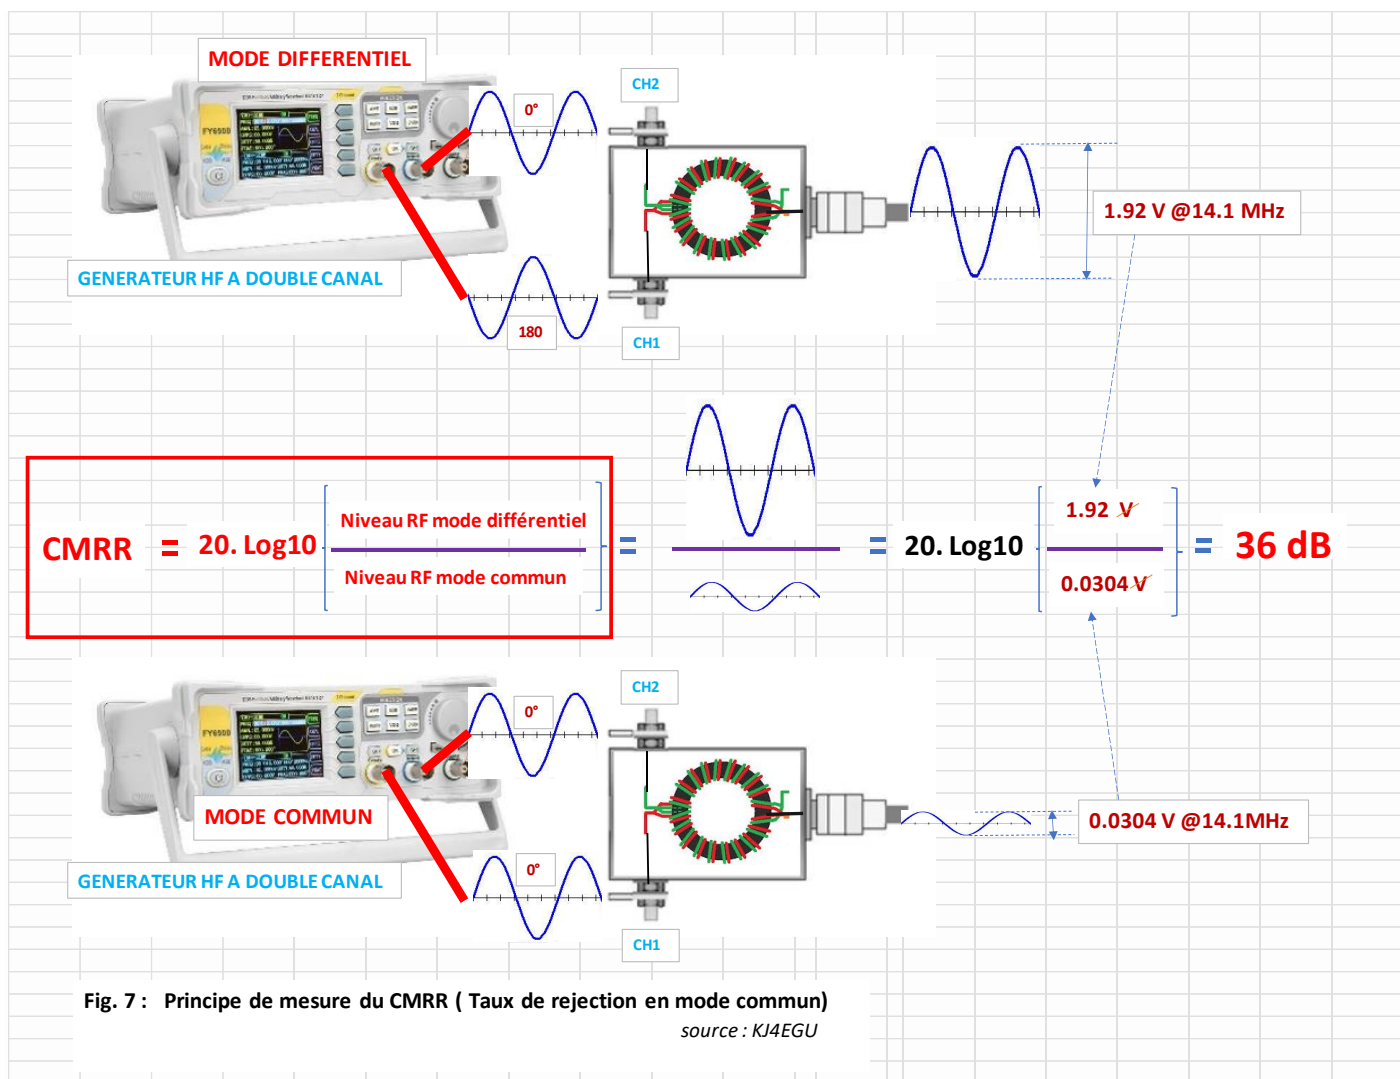 MODE DIFFERENTIEL
CH2
0°
FY6900
1.92 V @14.1 MHz
GENERATEUR HF A DOUBLE CANAL
180
CH1
CMRR = 20. Log10
Niveau RF mode différentiel
Niveau RF mode commun
=
= 20. Log10
1.92 V
0.0304 V
= 36 dB
CH2
0°
FY6900
MODE COMMUN
0.0304 V @14.1MHz
0°
GENERATEUR HF A DOUBLE CANAL
CH1
Fig. 7 : Principe de mesure du CMRR ( Taux de rejection en mode commun)
source : KJ4EGU